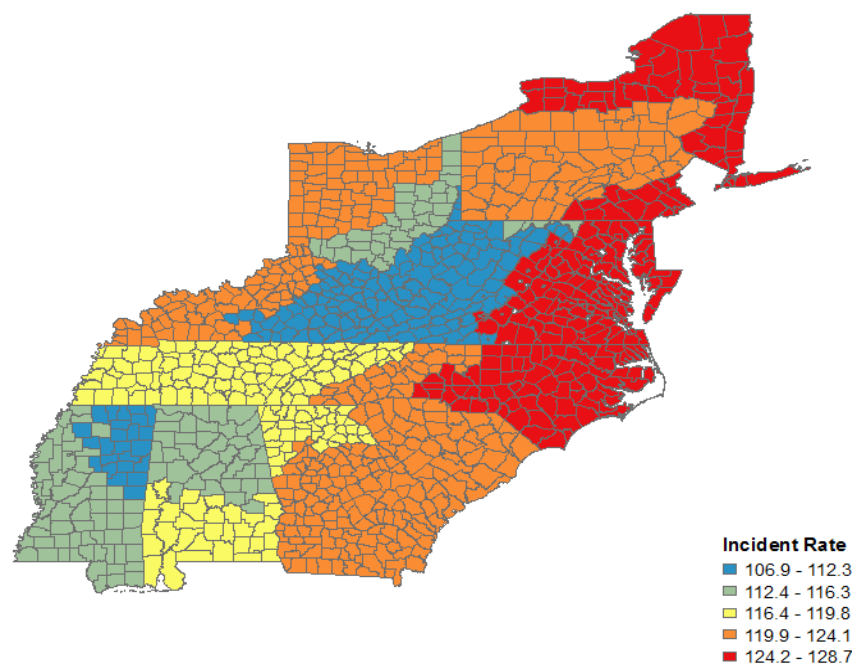 Incident Rate
106.9 - 112.3
112.4 - 116.3
116.4 - 119.8
119.9 - 124.1
124.2 - 128.7